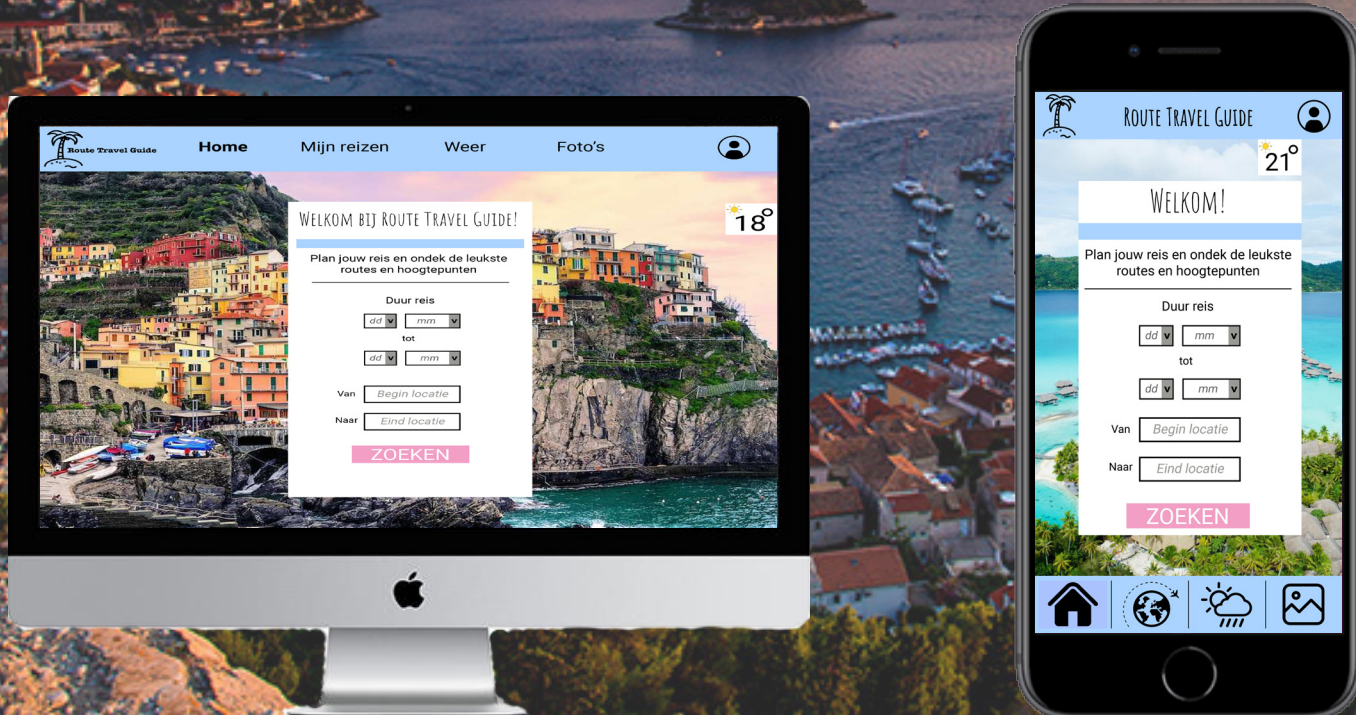 Route Travel Guide
Home
Mijn reizen
Weer
Foto's
18°
WELKOM BIJ ROUTE TRAVEL GUIDE!
Plan jouw reis en ondek de leukste
routes en hoogtepunten
Duur reis
dd v mm v
tot
dd v mm v
Van Begin locatie
Naar Eind locatie
ZOEKEN
ROUTE TRAVEL GUIDE
21°
WELKOM!
Plan jouw reis en ondek de leukste
routes en hoogtepunten
Duur reis
dd v mm v
tot
dd v mm v
Van Begin locatie
Naar Eind locatie
ZOEKEN